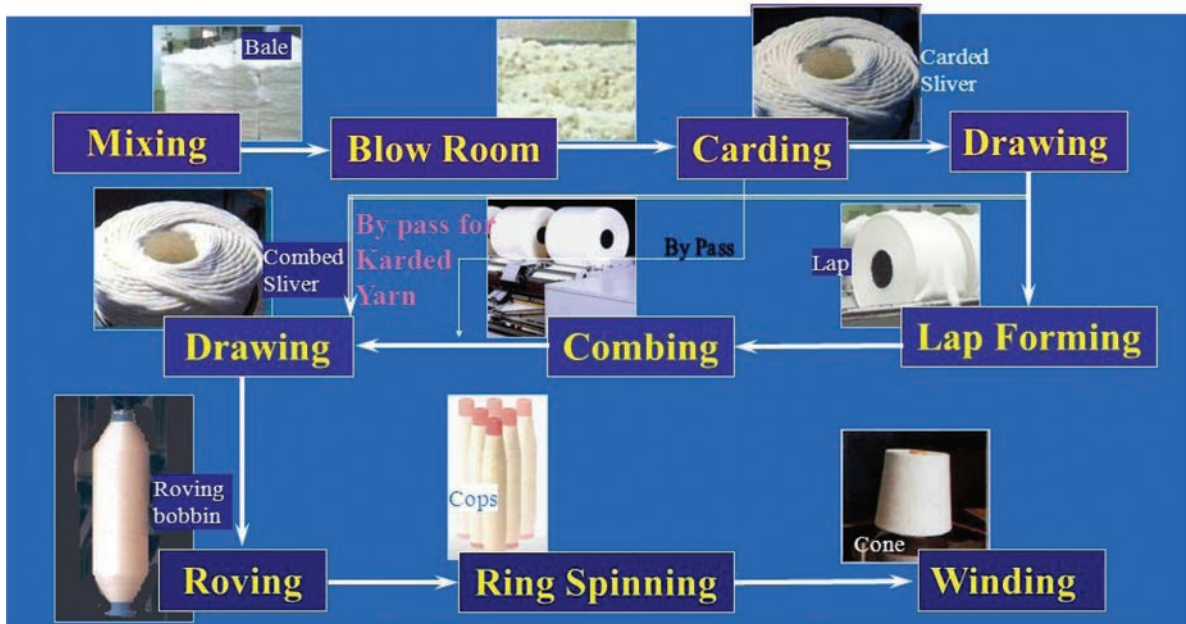 Bale
Carded
Sliver
Mixing
Blow Room
Carding
Drawing
Combed
Sliver
By pass for
Karded
Yarn
By Pass
Lap
Drawing
Combing
Lap Forming
Roving
bobbin
Cops
Cone
Roving
Ring Spinning
Winding